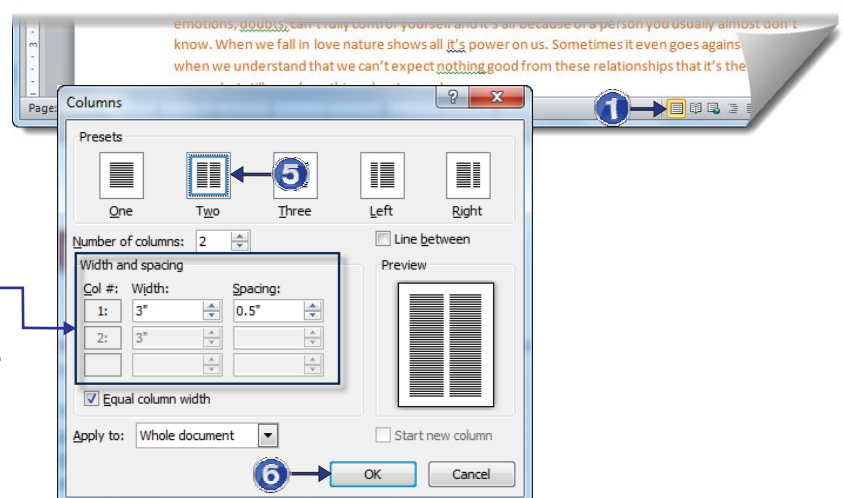 emotions, doubts, can't fully control yourself and it's all because of a person you usually almost don't
know. When we fall in love nature shows all it's power on us. Sometimes it even goes agains
when we understand that we can't expect nothing good from these relationships that it's the
Page:
1
Columns
Presets
5
One Two Three Left Right
Number of columns: 2
Line between
Width and spacing
Preview
Col #: Width: Spacing:
1: 3" 0.5"
2: 3"
Equal column width
Apply to: Whole document
Start new column
6
OK Cancel